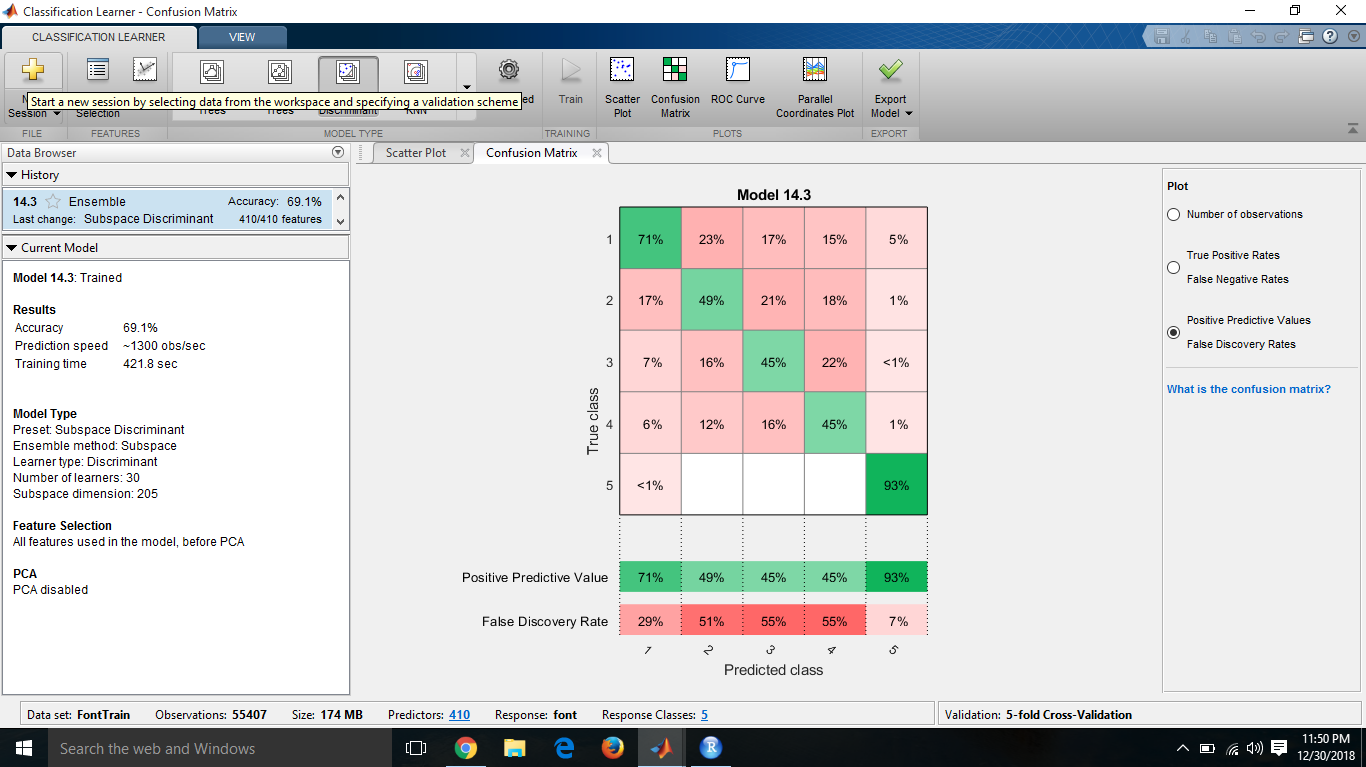 Classification Learner - Confusion Matrix
CLASSIFICATION LEARNER VIEW
Start a new session by selecting data from the workspace and specifying a validation scheme
Session Selection Trees Trees Discriminant KNN Train Scatter Plot Confusion Matrix ROC Curve Parallel Coordinates Plot Export Model
FILE FEATURES MODEL TYPE TRAINING PLOTS EXPORT
Data Browser
Scatter Plot Confusion Matrix
History
14.3 Ensemble Accuracy: 69.1%
Last change: Subspace Discriminant 410/410 features
Current Model
Model 14.3: Trained
Results
Accuracy 69.1%
Prediction speed ~1300 obs/sec
Training time 421.8 sec
Model Type
Preset: Subspace Discriminant
Ensemble method: Subspace
Learner type: Discriminant
Number of learners: 30
Subspace dimension: 205
Feature Selection
All features used in the model, before PCA
PCA
PCA disabled
Model 14.3
True class
1 71% 23% 17% 15% 5%
2 17% 49% 21% 18% 1%
3 7% 16% 45% 22% <1%
4 6% 12% 16% 45% 1%
5 <1% 93%
Positive Predictive Value 71% 49% 45% 45% 93%
False Discovery Rate 29% 51% 55% 55% 7%
1 2 3 4 5
Predicted class
Plot
Number of observations
True Positive Rates
False Negative Rates
Positive Predictive Values
False Discovery Rates
What is the confusion matrix?
Data set: FontTrain Observations: 55407 Size: 174 MB Predictors: 410 Response: font Response Classes: 5 Validation: 5-fold Cross-Validation
Search the web and Windows
11:50 PM
12/30/2018